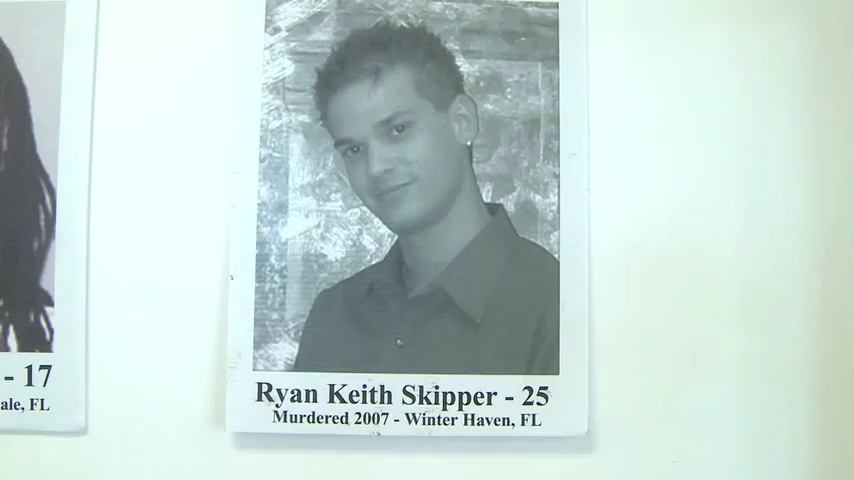 - 17
ale, FL
Ryan Keith Skipper - 25
Murdered 2007 - Winter Haven, FL